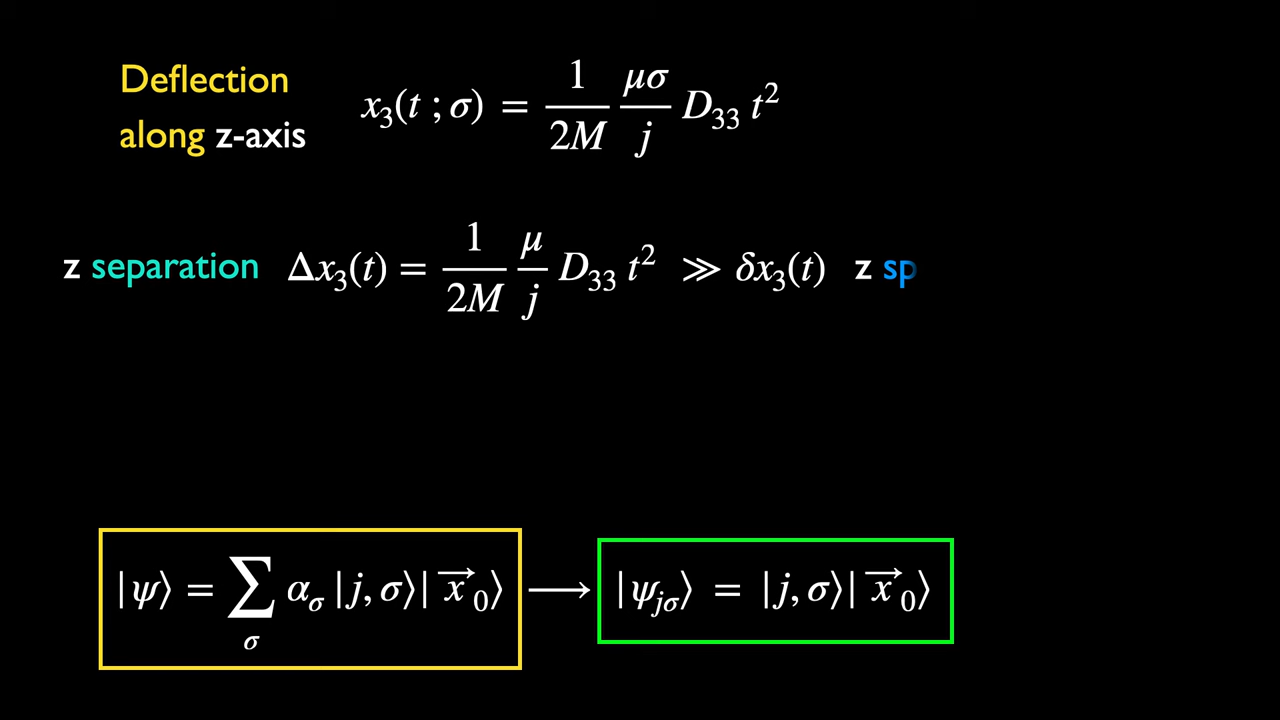 Deflection
along z-axis x₃(t ; σ) = 1/2M μσ/j D₃₃ t²
z separation Δx₃(t) = 1/2M μ/j D₃₃ t² ≫ δx₃(t) z sp
|ψ⟩ = ∑_σ α_σ |j, σ⟩| x⃗₀⟩ ⟶ |ψ_jσ⟩ = |j, σ⟩| x⃗₀⟩